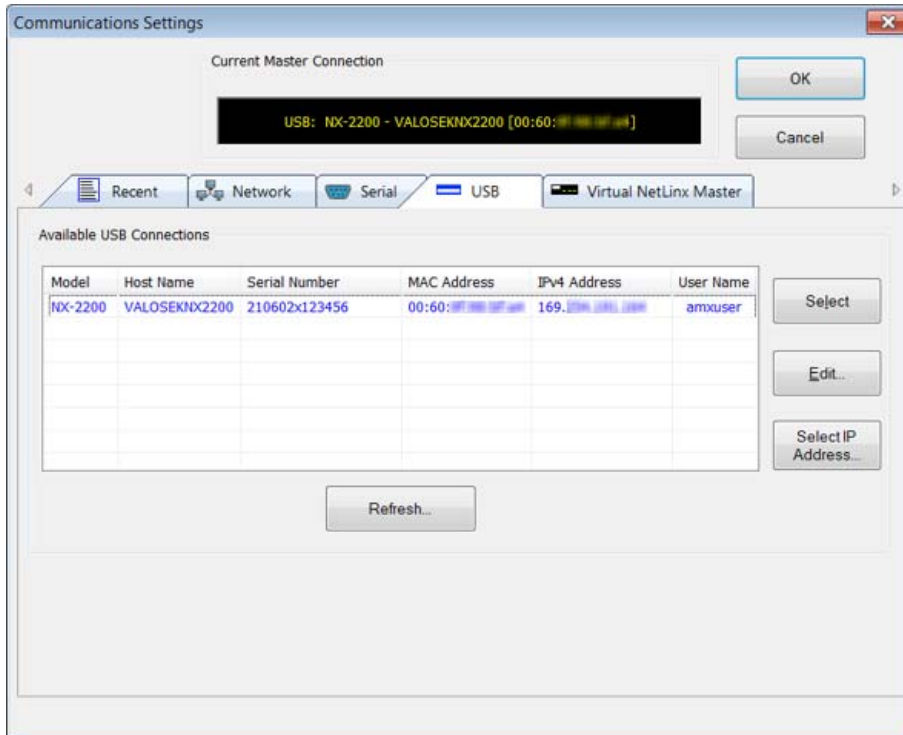 Communications Settings
Current Master Connection
OK
USB: NX-2200 - VALOSEKNX2200 [00:60:
Cancel
Recent Network Serial USB Virtual NetLinx Master
Available USB Connections
Model Host Name Serial Number MAC Address IPv4 Address User Name
NX-2200 VALOSEKNX2200 210602x123456 00:60: 169. amxuser
Select
Edit...
Select IP
Address...
Refresh...